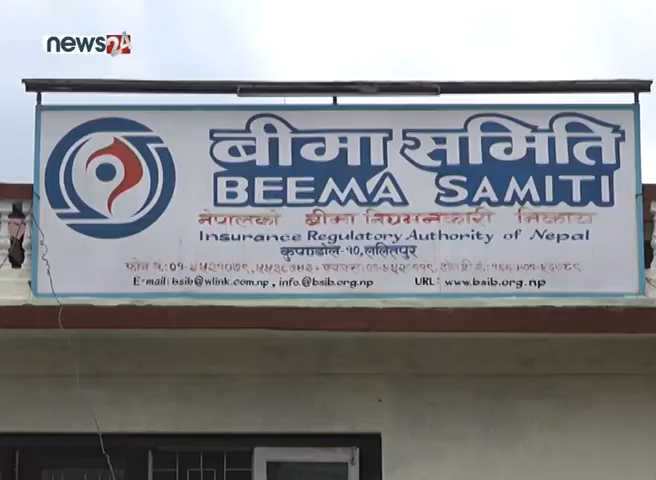 news24
बीमा समिति
BEEMA SAMITI
नेपालको बीमा नियमनकारी निकाय
Insurance Regulatory Authority of Nepal
कुपण्डोल-१०, ललितपुर
फोन नं.:
E-mail: bsib@wlink.com.np, info.@bsib.org.np URL: www.bsib.org.np